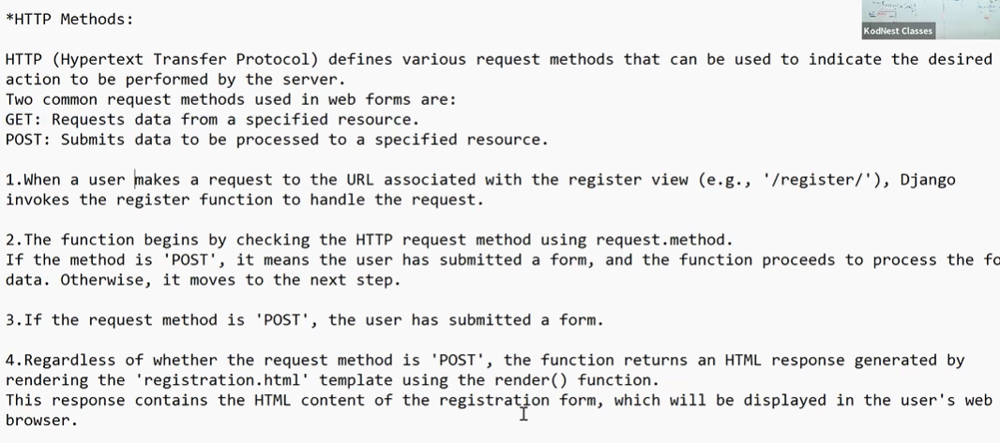 *HTTP Methods:
KodNest Classes
HTTP (Hypertext Transfer Protocol) defines various request methods that can be used to indicate the desired
action to be performed by the server.
Two common request methods used in web forms are:
GET: Requests data from a specified resource.
POST: Submits data to be processed to a specified resource.
1.When a user makes a request to the URL associated with the register view (e.g., '/register/'), Django
invokes the register function to handle the request.
2.The function begins by checking the HTTP request method using request.method.
If the method is 'POST', it means the user has submitted a form, and the function proceeds to process the fo
data. Otherwise, it moves to the next step.
3.If the request method is 'POST', the user has submitted a form.
4.Regardless of whether the request method is 'POST', the function returns an HTML response generated by
rendering the 'registration.html' template using the render() function.
This response contains the HTML content of the registration form, which will be displayed in the user's web
browser.